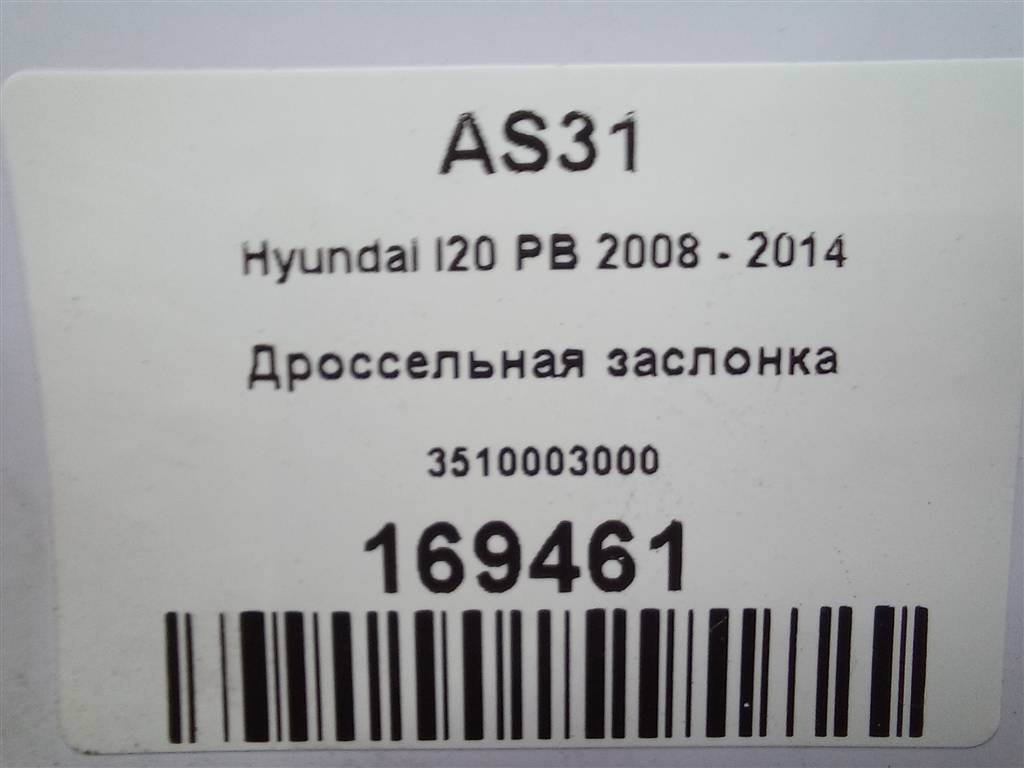 AS31
Hyundai I20 PB 2008 - 2014
Дроссельная заслонка
3510003000
169461